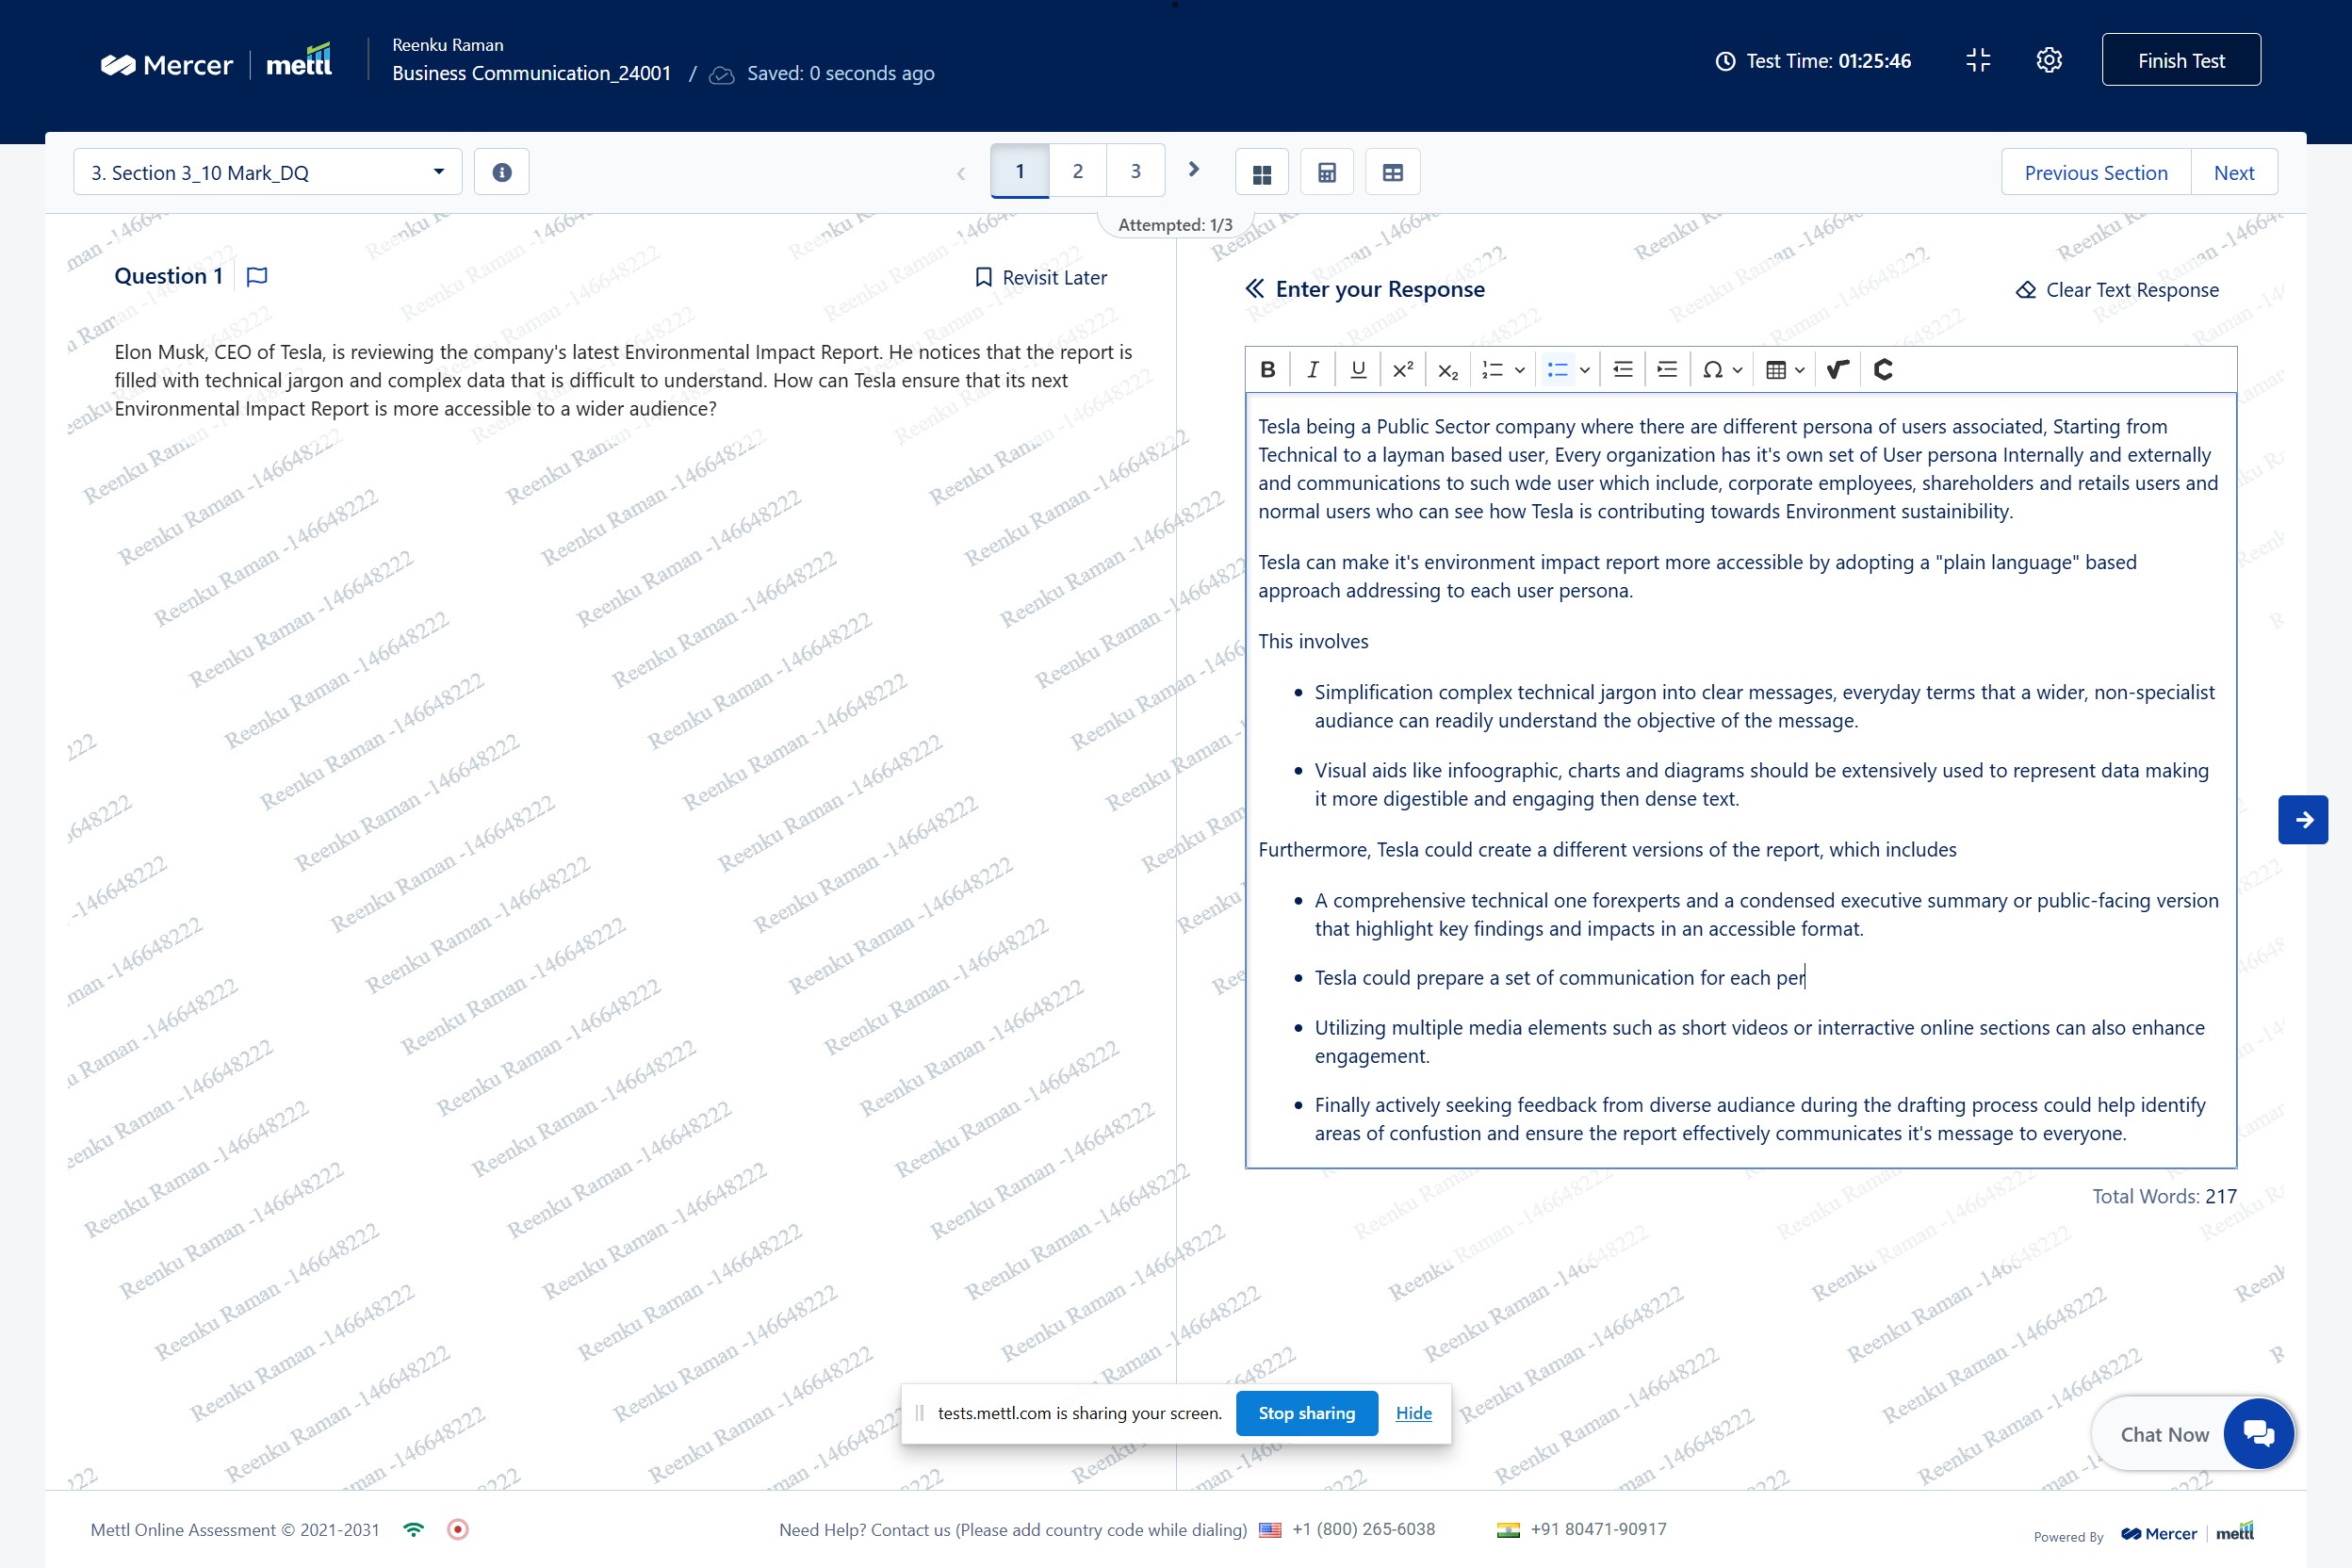 Mercer mettl
Reenku Raman
Business Communication_24001 / Saved: 0 seconds ago
Test Time: 01:25:46
Finish Test
3. Section 3_10 Mark_DQ
1 2 3
Previous Section Next
Attempted: 1/3
Question 1
Revisit Later
Elon Musk, CEO of Tesla, is reviewing the company's latest Environmental Impact Report. He notices that the report is
filled with technical jargon and complex data that is difficult to understand. How can Tesla ensure that its next
Environmental Impact Report is more accessible to a wider audience?
Enter your Response
Clear Text Response
B I U x² x₂ Ω
Tesla being a Public Sector company where there are different persona of users associated, Starting from
Technical to a layman based user, Every organization has it's own set of User persona Internally and externally
and communications to such wde user which include, corporate employees, shareholders and retails users and
normal users who can see how Tesla is contributing towards Environment sustainibility.
Tesla can make it's environment impact report more accessible by adopting a "plain language" based
approach addressing to each user persona.
This involves
• Simplification complex technical jargon into clear messages, everyday terms that a wider, non-specialist
audiance can readily understand the objective of the message.
• Visual aids like infoographic, charts and diagrams should be extensively used to represent data making
it more digestible and engaging then dense text.
Furthermore, Tesla could create a different versions of the report, which includes
• A comprehensive technical one forexperts and a condensed executive summary or public-facing version
that highlight key findings and impacts in an accessible format.
• Tesla could prepare a set of communication for each per
• Utilizing multiple media elements such as short videos or interractive online sections can also enhance
engagement.
• Finally actively seeking feedback from diverse audiance during the drafting process could help identify
areas of confustion and ensure the report effectively communicates it's message to everyone.
Total Words: 217
Reenku Raman -146648222
tests.mettl.com is sharing your screen. Stop sharing Hide
Chat Now
Mettl Online Assessment © 2021-2031
Need Help? Contact us (Please add country code while dialing) +1 (800) 265-6038 +91 80471-90917
Powered By Mercer mettl